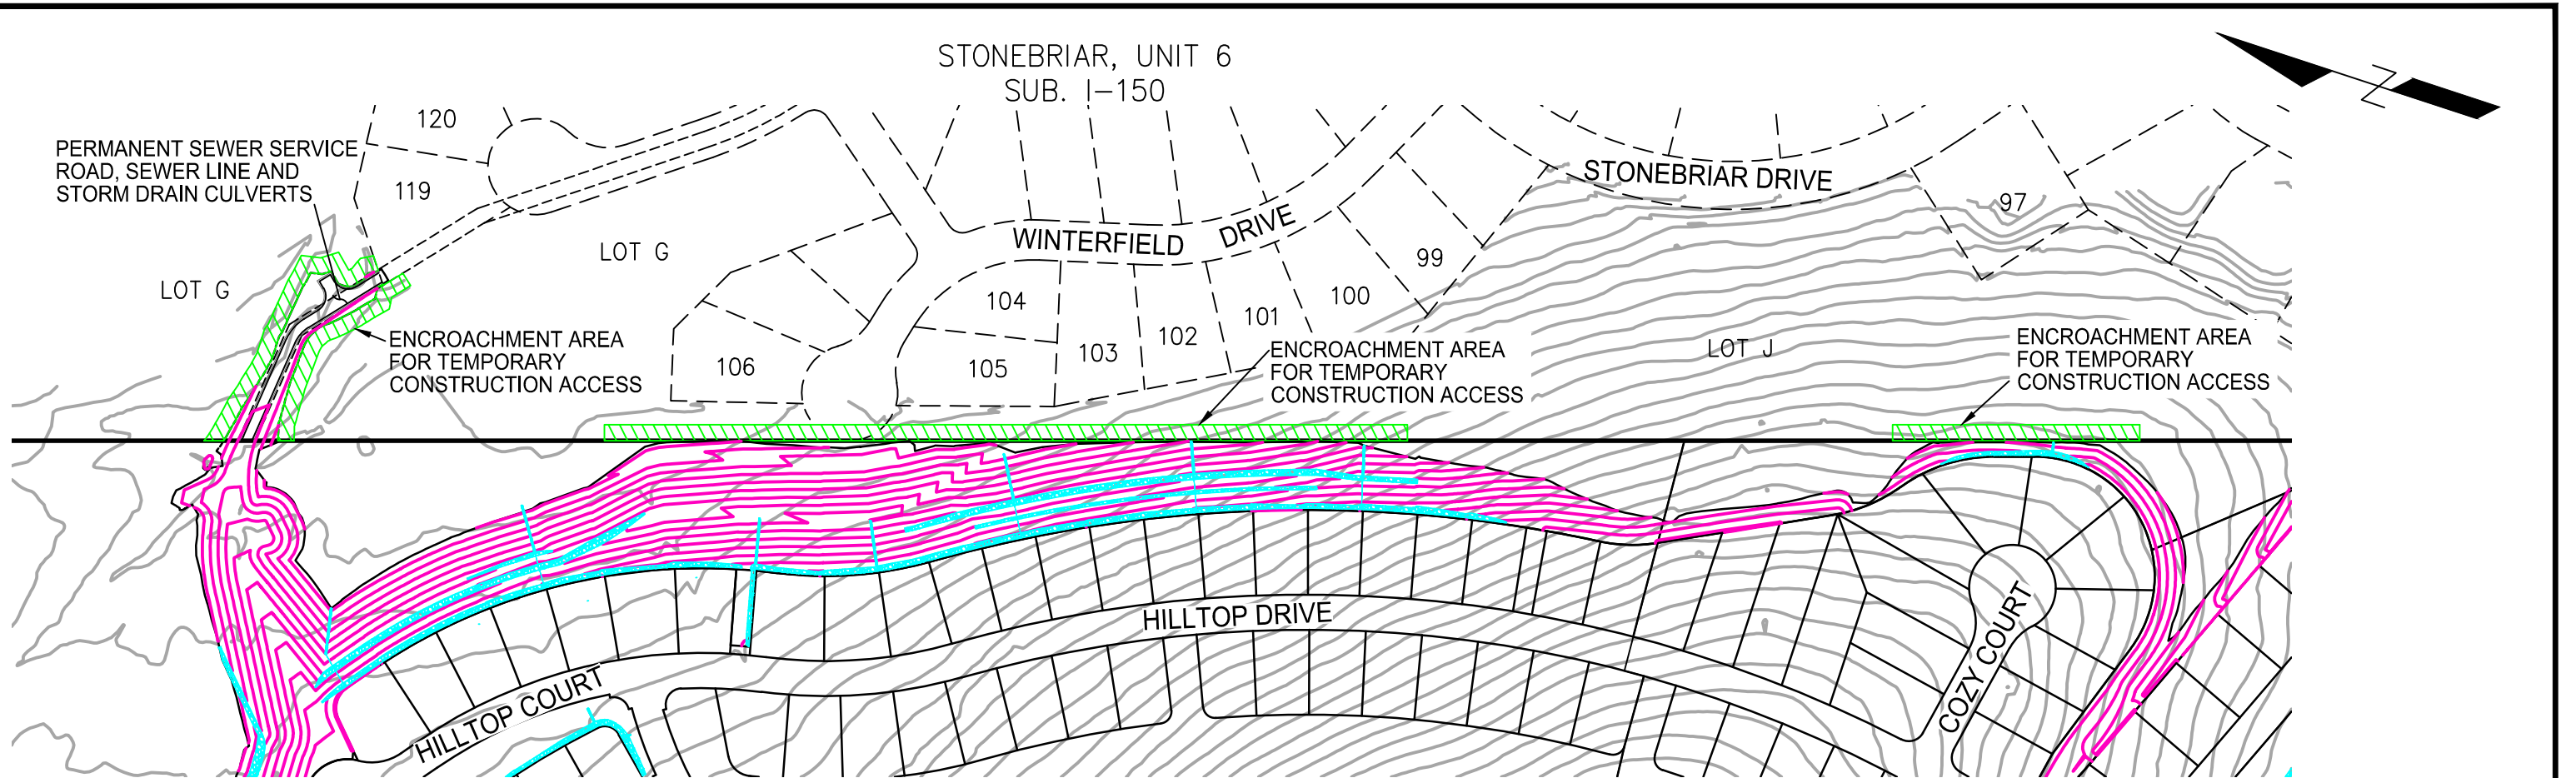 STONEBRIAR, UNIT 6
SUB. I-150
N
120
PERMANENT SEWER SERVICE
ROAD, SEWER LINE AND
STORM DRAIN CULVERTS
119
STONEBRIAR DRIVE
97
WINTERFIELD DRIVE
LOT G
LOT G
99
100
101
102
103
104
105
106
ENCROACHMENT AREA
FOR TEMPORARY
CONSTRUCTION ACCESS
ENCROACHMENT AREA
FOR TEMPORARY
CONSTRUCTION ACCESS
LOT J
ENCROACHMENT AREA
FOR TEMPORARY
CONSTRUCTION ACCESS
HILLTOP DRIVE
HILLTOP COURT
COZY COURT